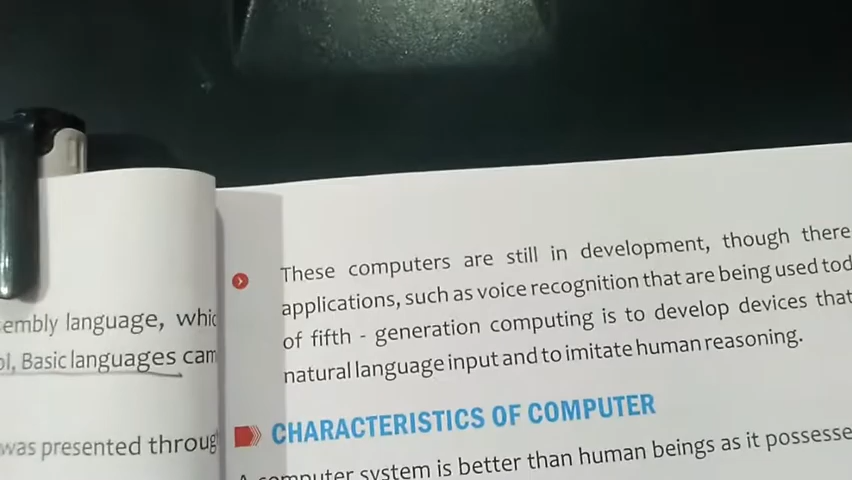 embly language, whic
ol, Basic languages cam
was presented throug
These computers are still in development, though there
applications, such as voice recognition that are being used tod
of fifth - generation computing is to develop devices that
natural language input and to imitate human reasoning.
CHARACTERISTICS OF COMPUTER
A computer system is better than human beings as it possesse